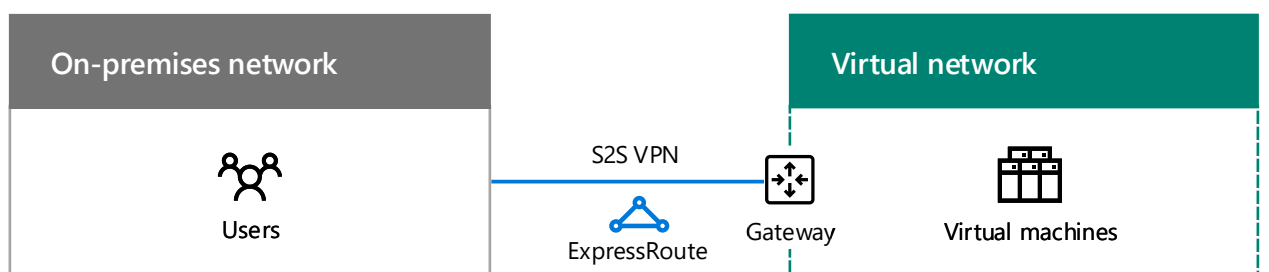 On-premises network
Virtual network
S2S VPN
Users
ExpressRoute
Gateway
Virtual machines